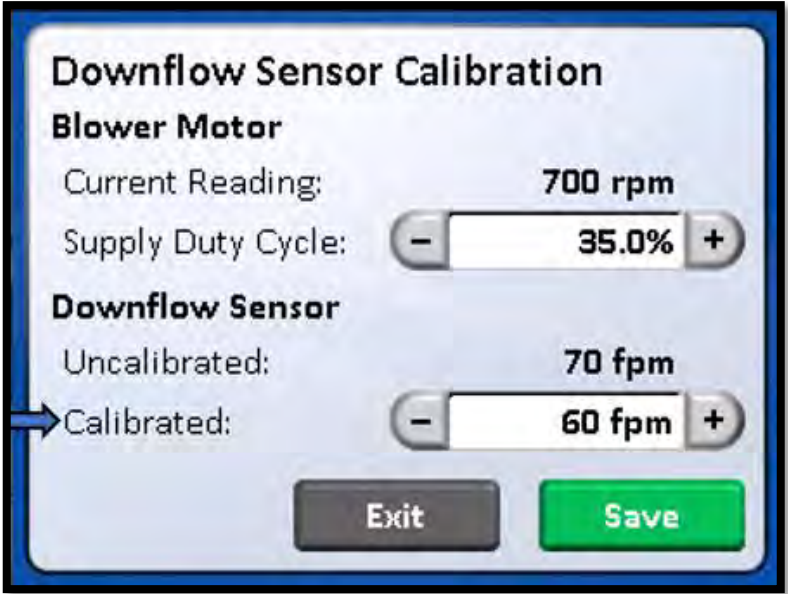 Downflow Sensor Calibration
Blower Motor
Current Reading: 700 rpm
Supply Duty Cycle: − 35.0% +
Downflow Sensor
Uncalibrated: 70 fpm
Calibrated: − 60 fpm +
Exit Save